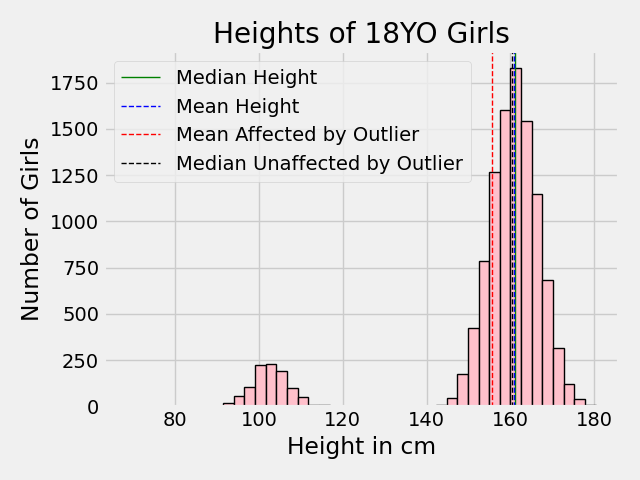 Heights of 18YO Girls
Median Height
Mean Height
Mean Affected by Outlier
Median Unaffected by Outlier
Number of Girls
1750
1500
1250
1000
750
500
250
0
80 100 120 140 160 180
Height in cm